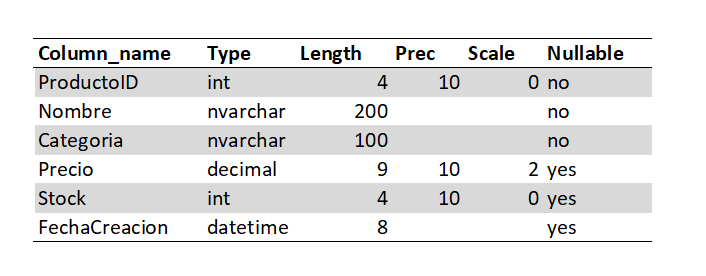 Column_name Type Length Prec Scale Nullable
ProductoID int 4 10 0 no
Nombre nvarchar 200 no
Categoria nvarchar 100 no
Precio decimal 9 10 2 yes
Stock int 4 10 0 yes
FechaCreacion datetime 8 yes